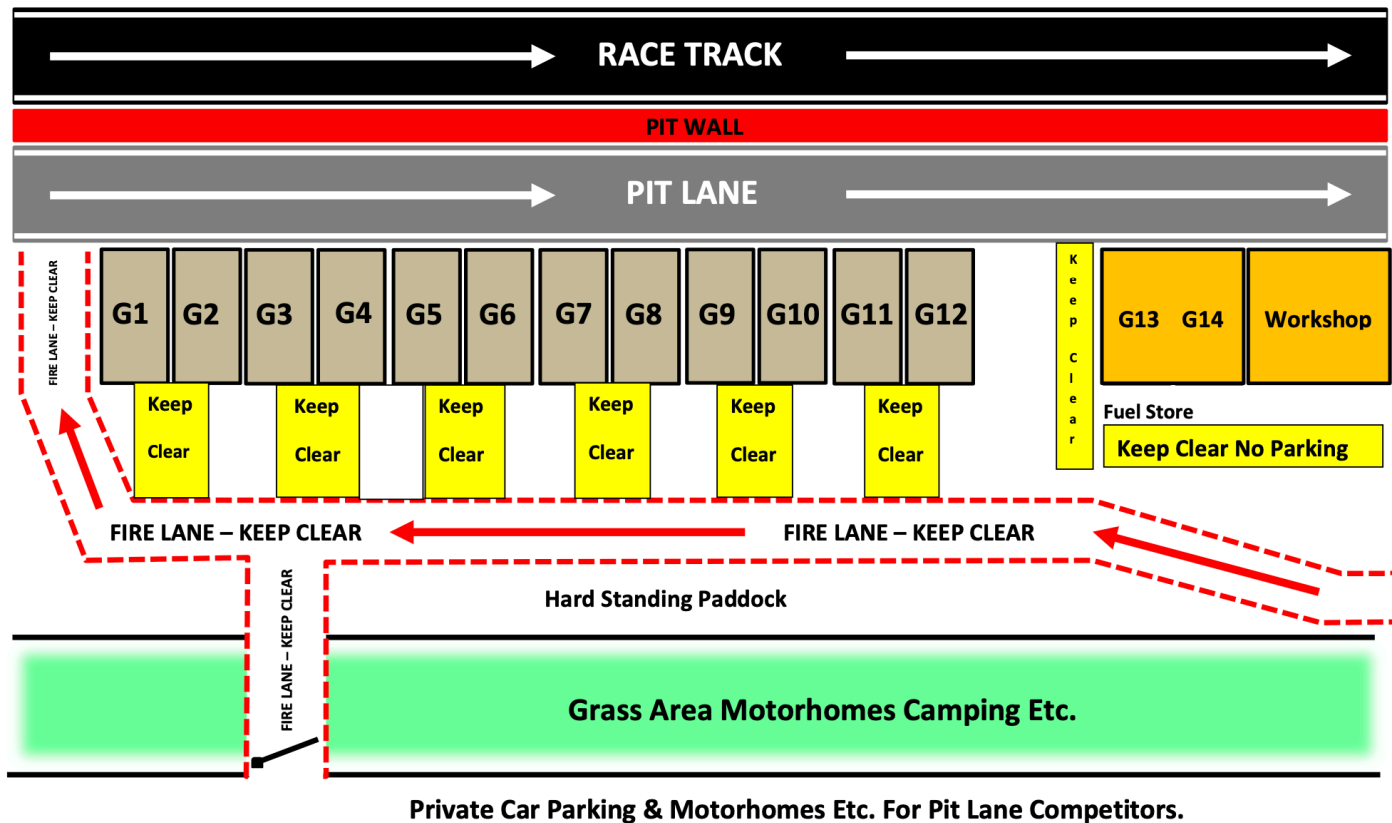 RACE TRACK
PIT WALL
PIT LANE
FIRE LANE – KEEP CLEAR
G1
G2
G3
G4
G5
G6
G7
G8
G9
G10
G11
G12
Keep Clear
G13 G14
Workshop
Keep
Clear
Keep
Clear
Keep
Clear
Keep
Clear
Keep
Clear
Keep
Clear
Fuel Store
Keep Clear No Parking
FIRE LANE – KEEP CLEAR
FIRE LANE – KEEP CLEAR
FIRE LANE – KEEP CLEAR
Hard Standing Paddock
Grass Area Motorhomes Camping Etc.
Private Car Parking & Motorhomes Etc. For Pit Lane Competitors.